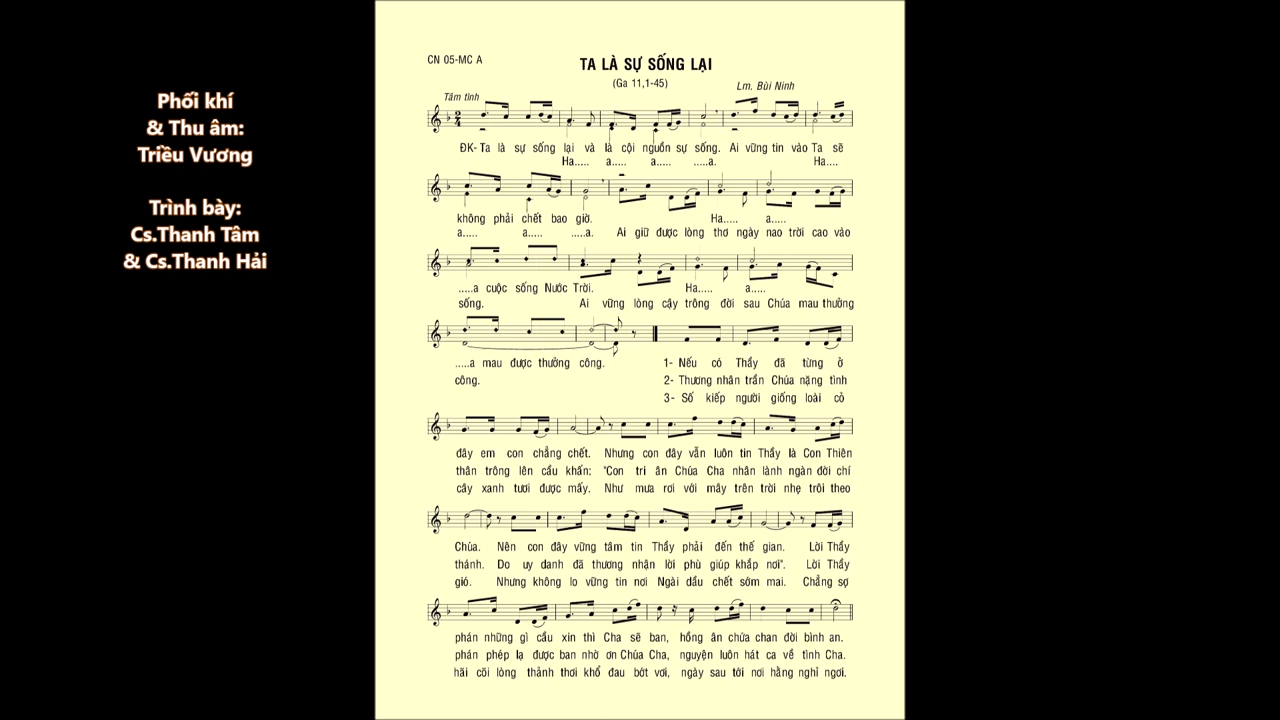 Phối khí
& Thu âm:
Triều Vương
Trình bày:
Cs.Thanh Tâm
& Cs.Thanh Hải
CN 05-MC A
TA LÀ SỰ SỐNG LẠI
(Ga 11,1-45)
Lm. Bùi Ninh
Tâm tình
ĐK- Ta là sự sống lại và là cội nguồn sự sống. Ai vững tin vào Ta sẽ
Ha..... a..... a..... .....a. Ha....
không phải chết bao giờ. Ha..... a.....
a..... a..... .....a. Ai giữ được lòng thơ ngày nao trời cao vào
.....a cuộc sống Nước Trời. Ha..... a.....
sống. Ai vững lòng cậy trông đời sau Chúa mau thưởng
.....a mau được thưởng công. 1- Nếu có Thầy đã từng ở
công. 2- Thương nhân trần Chúa nặng tình
3- Số kiếp người giống loài cỏ
đây em con chẳng chết. Nhưng con đây vẫn luôn tin Thầy là Con Thiên
thân trông lên cầu khấn: "Con tri ân Chúa Cha nhân lành ngàn đời chí
cây xanh tươi được mấy. Như mưa rơi với mây trên trời nhẹ trôi theo
Chúa. Nên con đây vững tâm tin Thầy phải đến thế gian. Lời Thầy
thánh. Do uy danh đã thương nhận lời phù giúp khắp nơi". Lời Thầy
gió. Nhưng không lo vững tin nơi Ngài dầu chết sớm mai. Chẳng sợ
phán những gì cầu xin thì Cha sẽ ban, hồng ân chứa chan đời bình an.
phán phép lạ được ban nhờ ơn Chúa Cha, nguyện luôn hát ca về tình Cha.
hãi cõi lòng thảnh thơi khổ đau bớt vơi, ngày sau tới nơi hằng nghỉ ngơi.